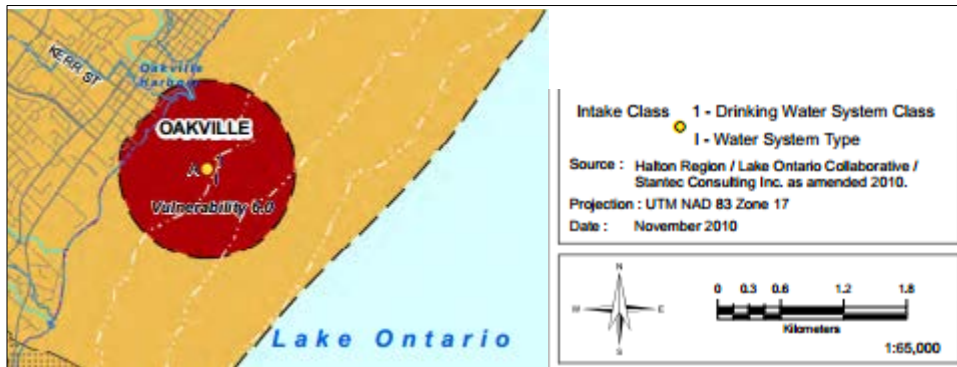 KERR ST
Oakville
Harbour
OAKVILLE
A 1
I
Vulnerability 6.0
Lake Ontario
Intake Class 1 - Drinking Water System Class
I - Water System Type
Source : Halton Region / Lake Ontario Collaborative /
Stantec Consulting Inc. as amended 2010.
Projection : UTM NAD 83 Zone 17
Date : November 2010
N
W E
S
0 0.3 0.6 1.2 1.8
Kilometers
1:65,000